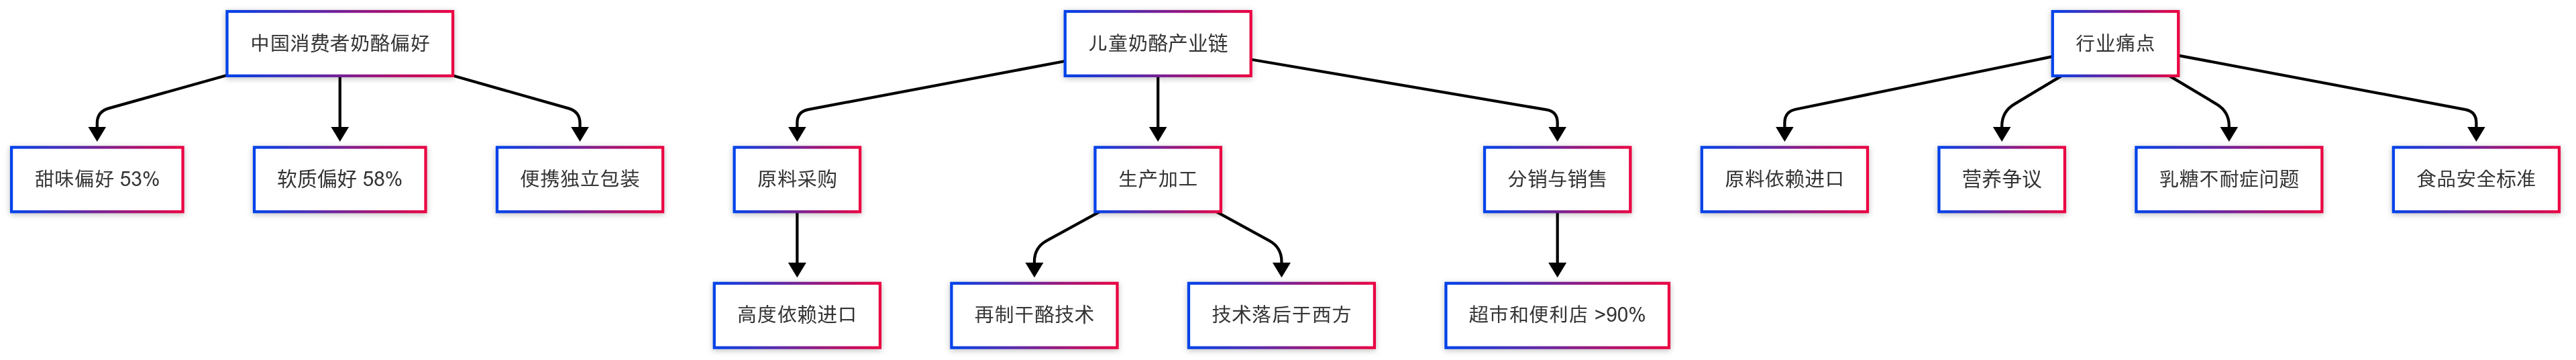 中国消费者奶酪偏好
儿童奶酪产业链
行业痛点
甜味偏好 53%
软质偏好 58%
便携独立包装
原料采购
生产加工
分销与销售
原料依赖进口
营养争议
乳糖不耐症问题
食品安全标准
高度依赖进口
再制干酪技术
技术落后于西方
超市和便利店 >90%